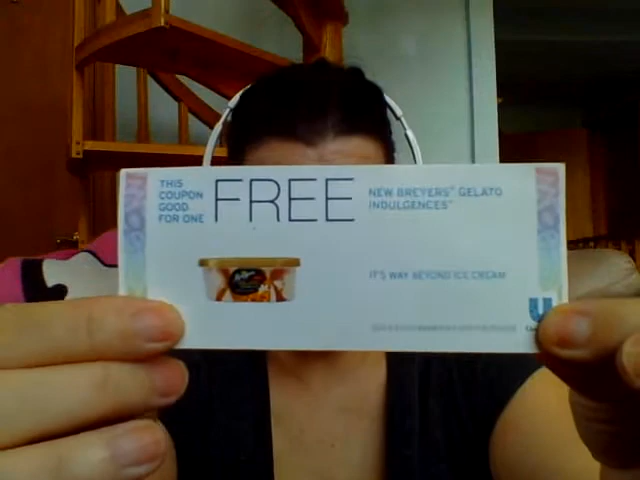 THIS
COUPON
GOOD
FOR ONE
FREE
NEW BREYERS® GELATO
INDULGENCES™
IT'S WAY BEYOND ICE CREAM
U